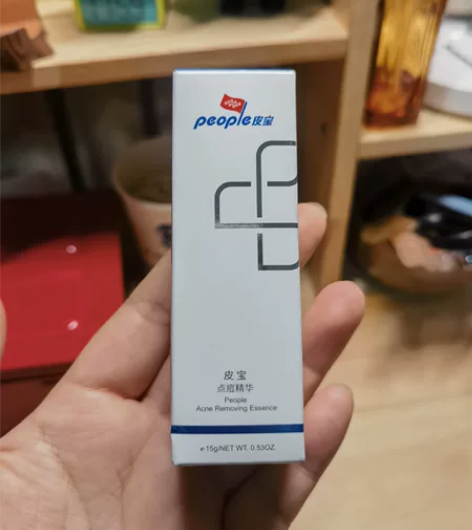 people皮宝
皮宝
点痘精华
People
Acne Removing Essence
℮15g/NET WT. 0.53OZ.